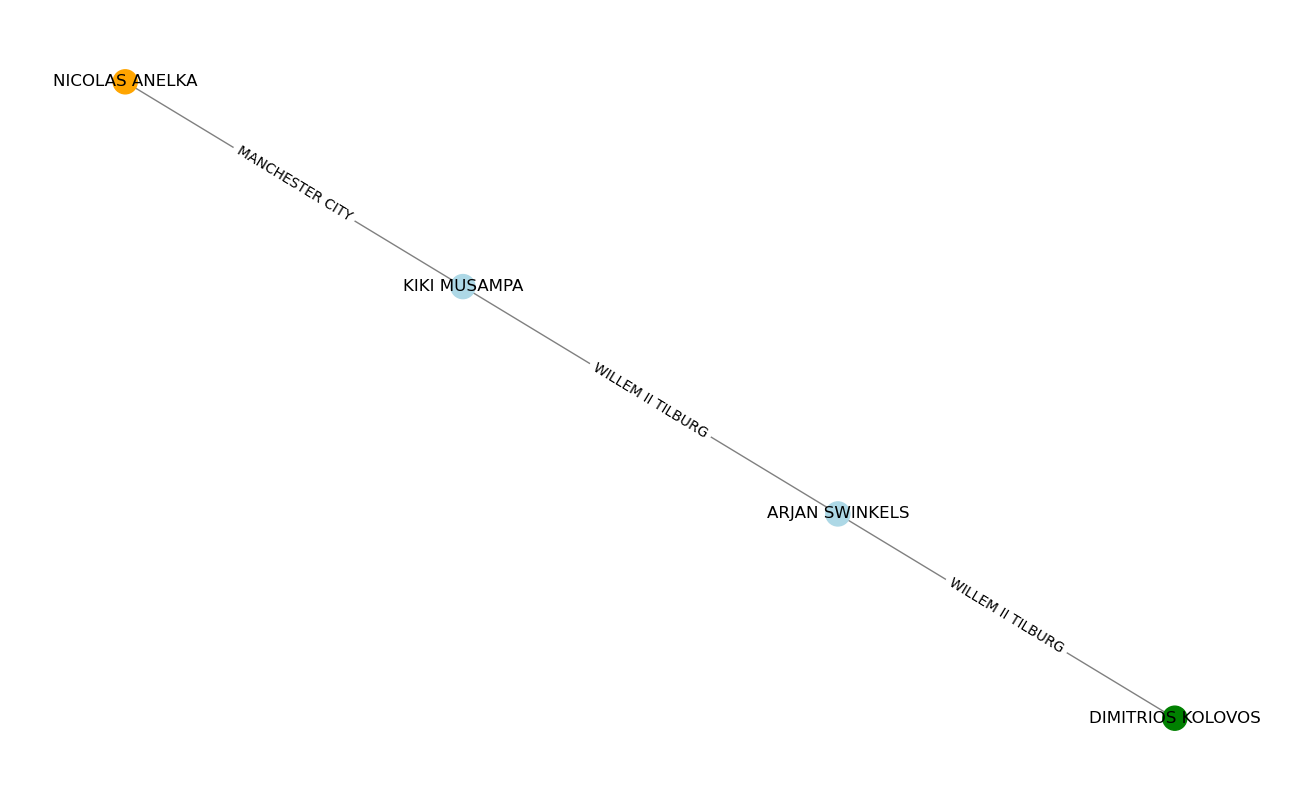 NICOLAS ANELKA
MANCHESTER CITY
KIKI MUSAMPA
WILLEM II TILBURG
ARJAN SWINKELS
WILLEM II TILBURG
DIMITRIOS KOLOVOS